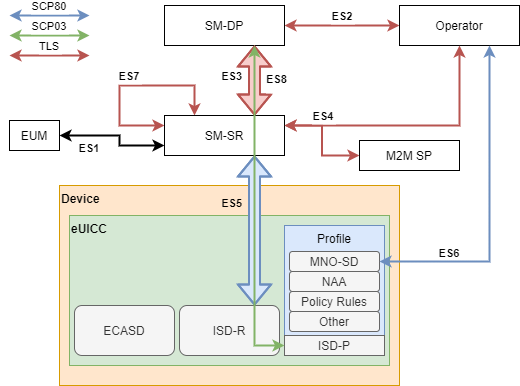 SCP80
SCP03
TLS
SM-DP
ES2
Operator
ES7
ES3
ES8
ES4
EUM
ES1
SM-SR
M2M SP
Device
ES5
eUICC
Profile
MNO-SD
ES6
NAA
Policy Rules
Other
ECASD
ISD-R
ISD-P